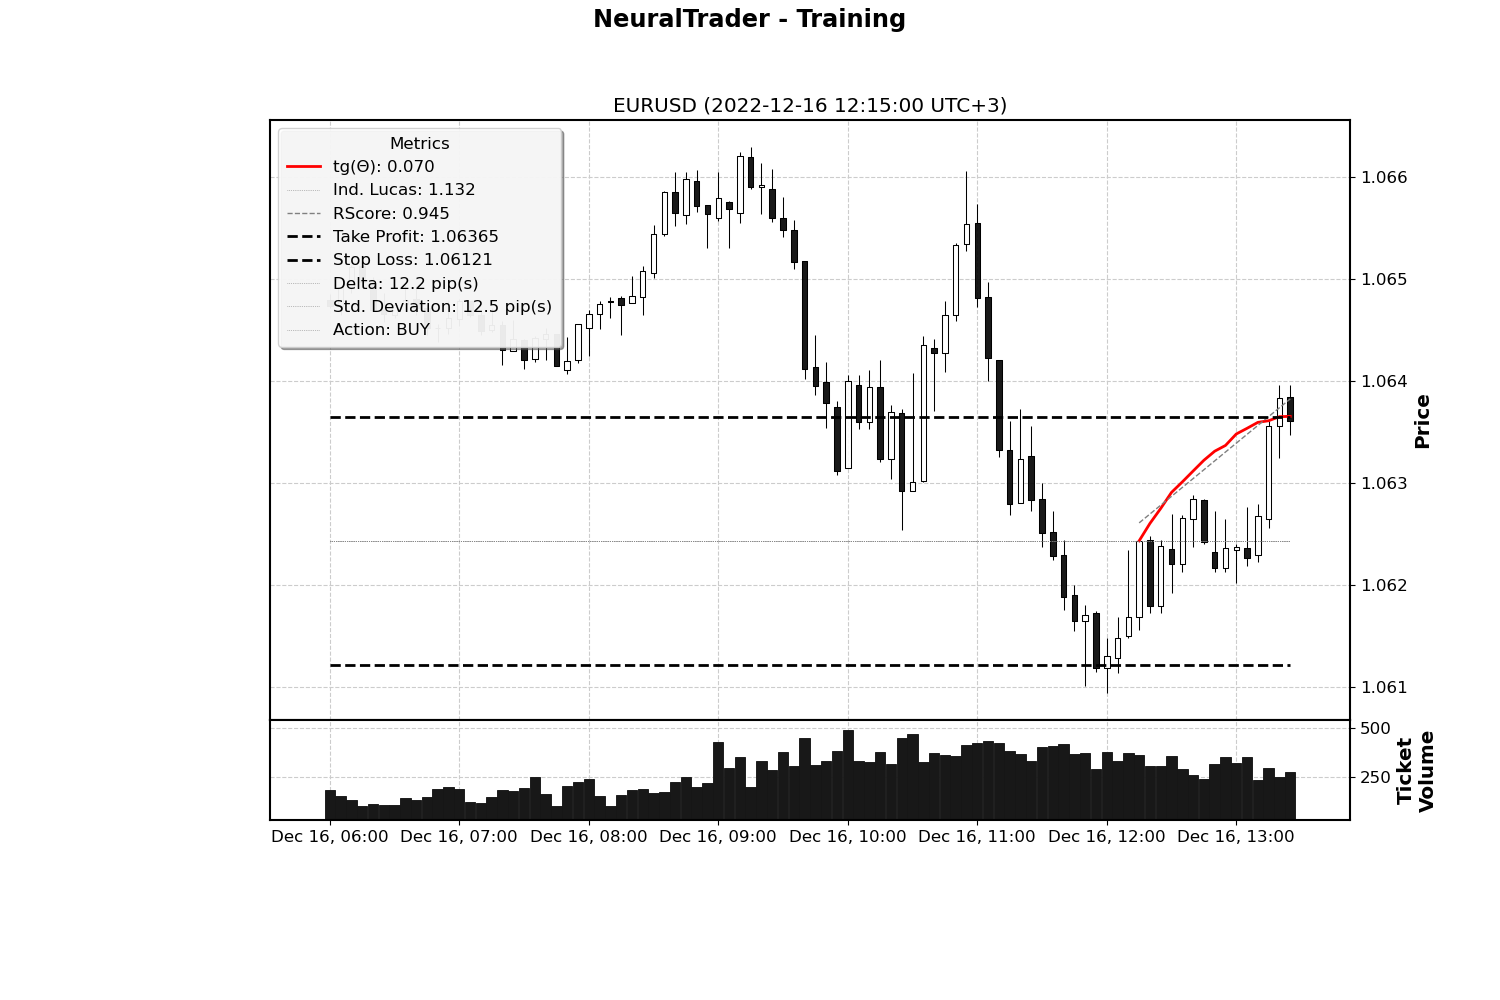 NeuralTrader - Training
EURUSD (2022-12-16 12:15:00 UTC+3)
Metrics
tg(Θ): 0.070
Ind. Lucas: 1.132
RScore: 0.945
Take Profit: 1.06365
Stop Loss: 1.06121
Delta: 12.2 pip(s)
Std. Deviation: 12.5 pip(s)
Action: BUY
1.066
1.065
1.064
1.063
1.062
1.061
Price
500
250
Ticket
Volume
Dec 16, 06:00 Dec 16, 07:00 Dec 16, 08:00 Dec 16, 09:00 Dec 16, 10:00 Dec 16, 11:00 Dec 16, 12:00 Dec 16, 13:00